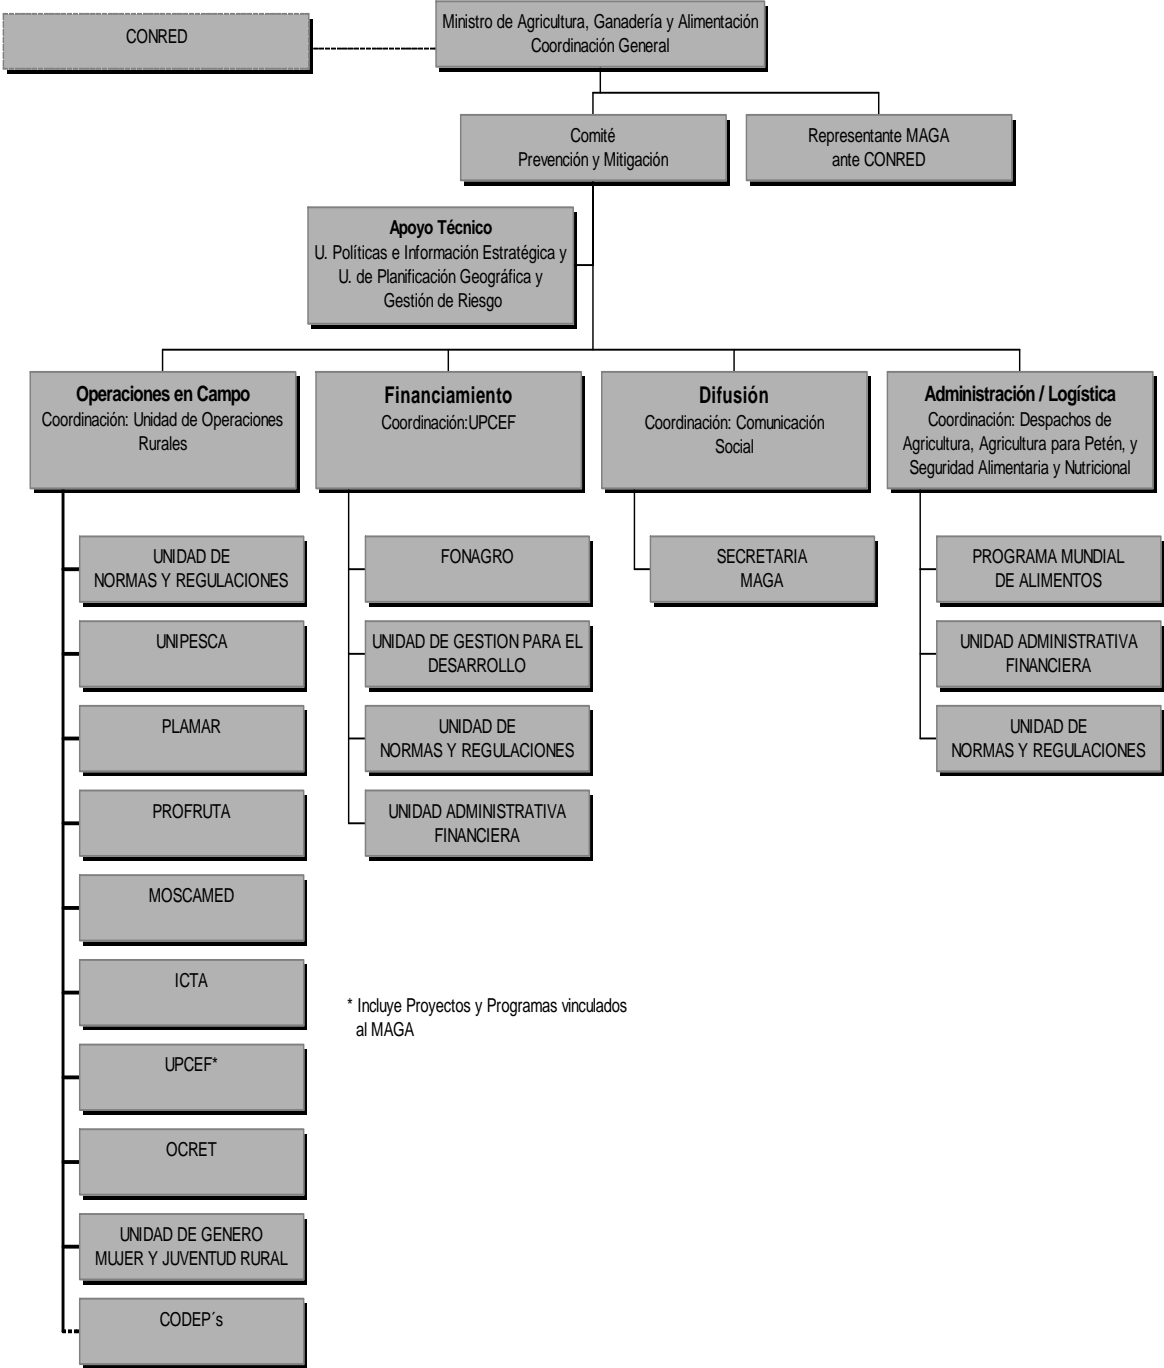 CONRED
Ministro de Agricultura, Ganadería y Alimentación
Coordinación General
Comité
Prevención y Mitigación
Representante MAGA
ante CONRED
Apoyo Técnico
U. Políticas e Información Estratégica y
U. de Planificación Geográfica y
Gestión de Riesgo
Operaciones en Campo
Coordinación: Unidad de Operaciones
Rurales
Financiamiento
Coordinación:UPCEF
Difusión
Coordinación: Comunicación
Social
Administración / Logística
Coordinación: Despachos de
Agricultura, Agricultura para Petén, y
Seguridad Alimentaria y Nutricional
UNIDAD DE
NORMAS Y REGULACIONES
UNIPESCA
PLAMAR
PROFRUTA
MOSCAMED
ICTA
UPCEF*
OCRET
UNIDAD DE GENERO
MUJER Y JUVENTUD RURAL
CODEP´s
FONAGRO
UNIDAD DE GESTION PARA EL
DESARROLLO
UNIDAD DE
NORMAS Y REGULACIONES
UNIDAD ADMINISTRATIVA
FINANCIERA
SECRETARIA
MAGA
PROGRAMA MUNDIAL
DE ALIMENTOS
UNIDAD ADMINISTRATIVA
FINANCIERA
UNIDAD DE
NORMAS Y REGULACIONES
* Incluye Proyectos y Programas vinculados
al MAGA